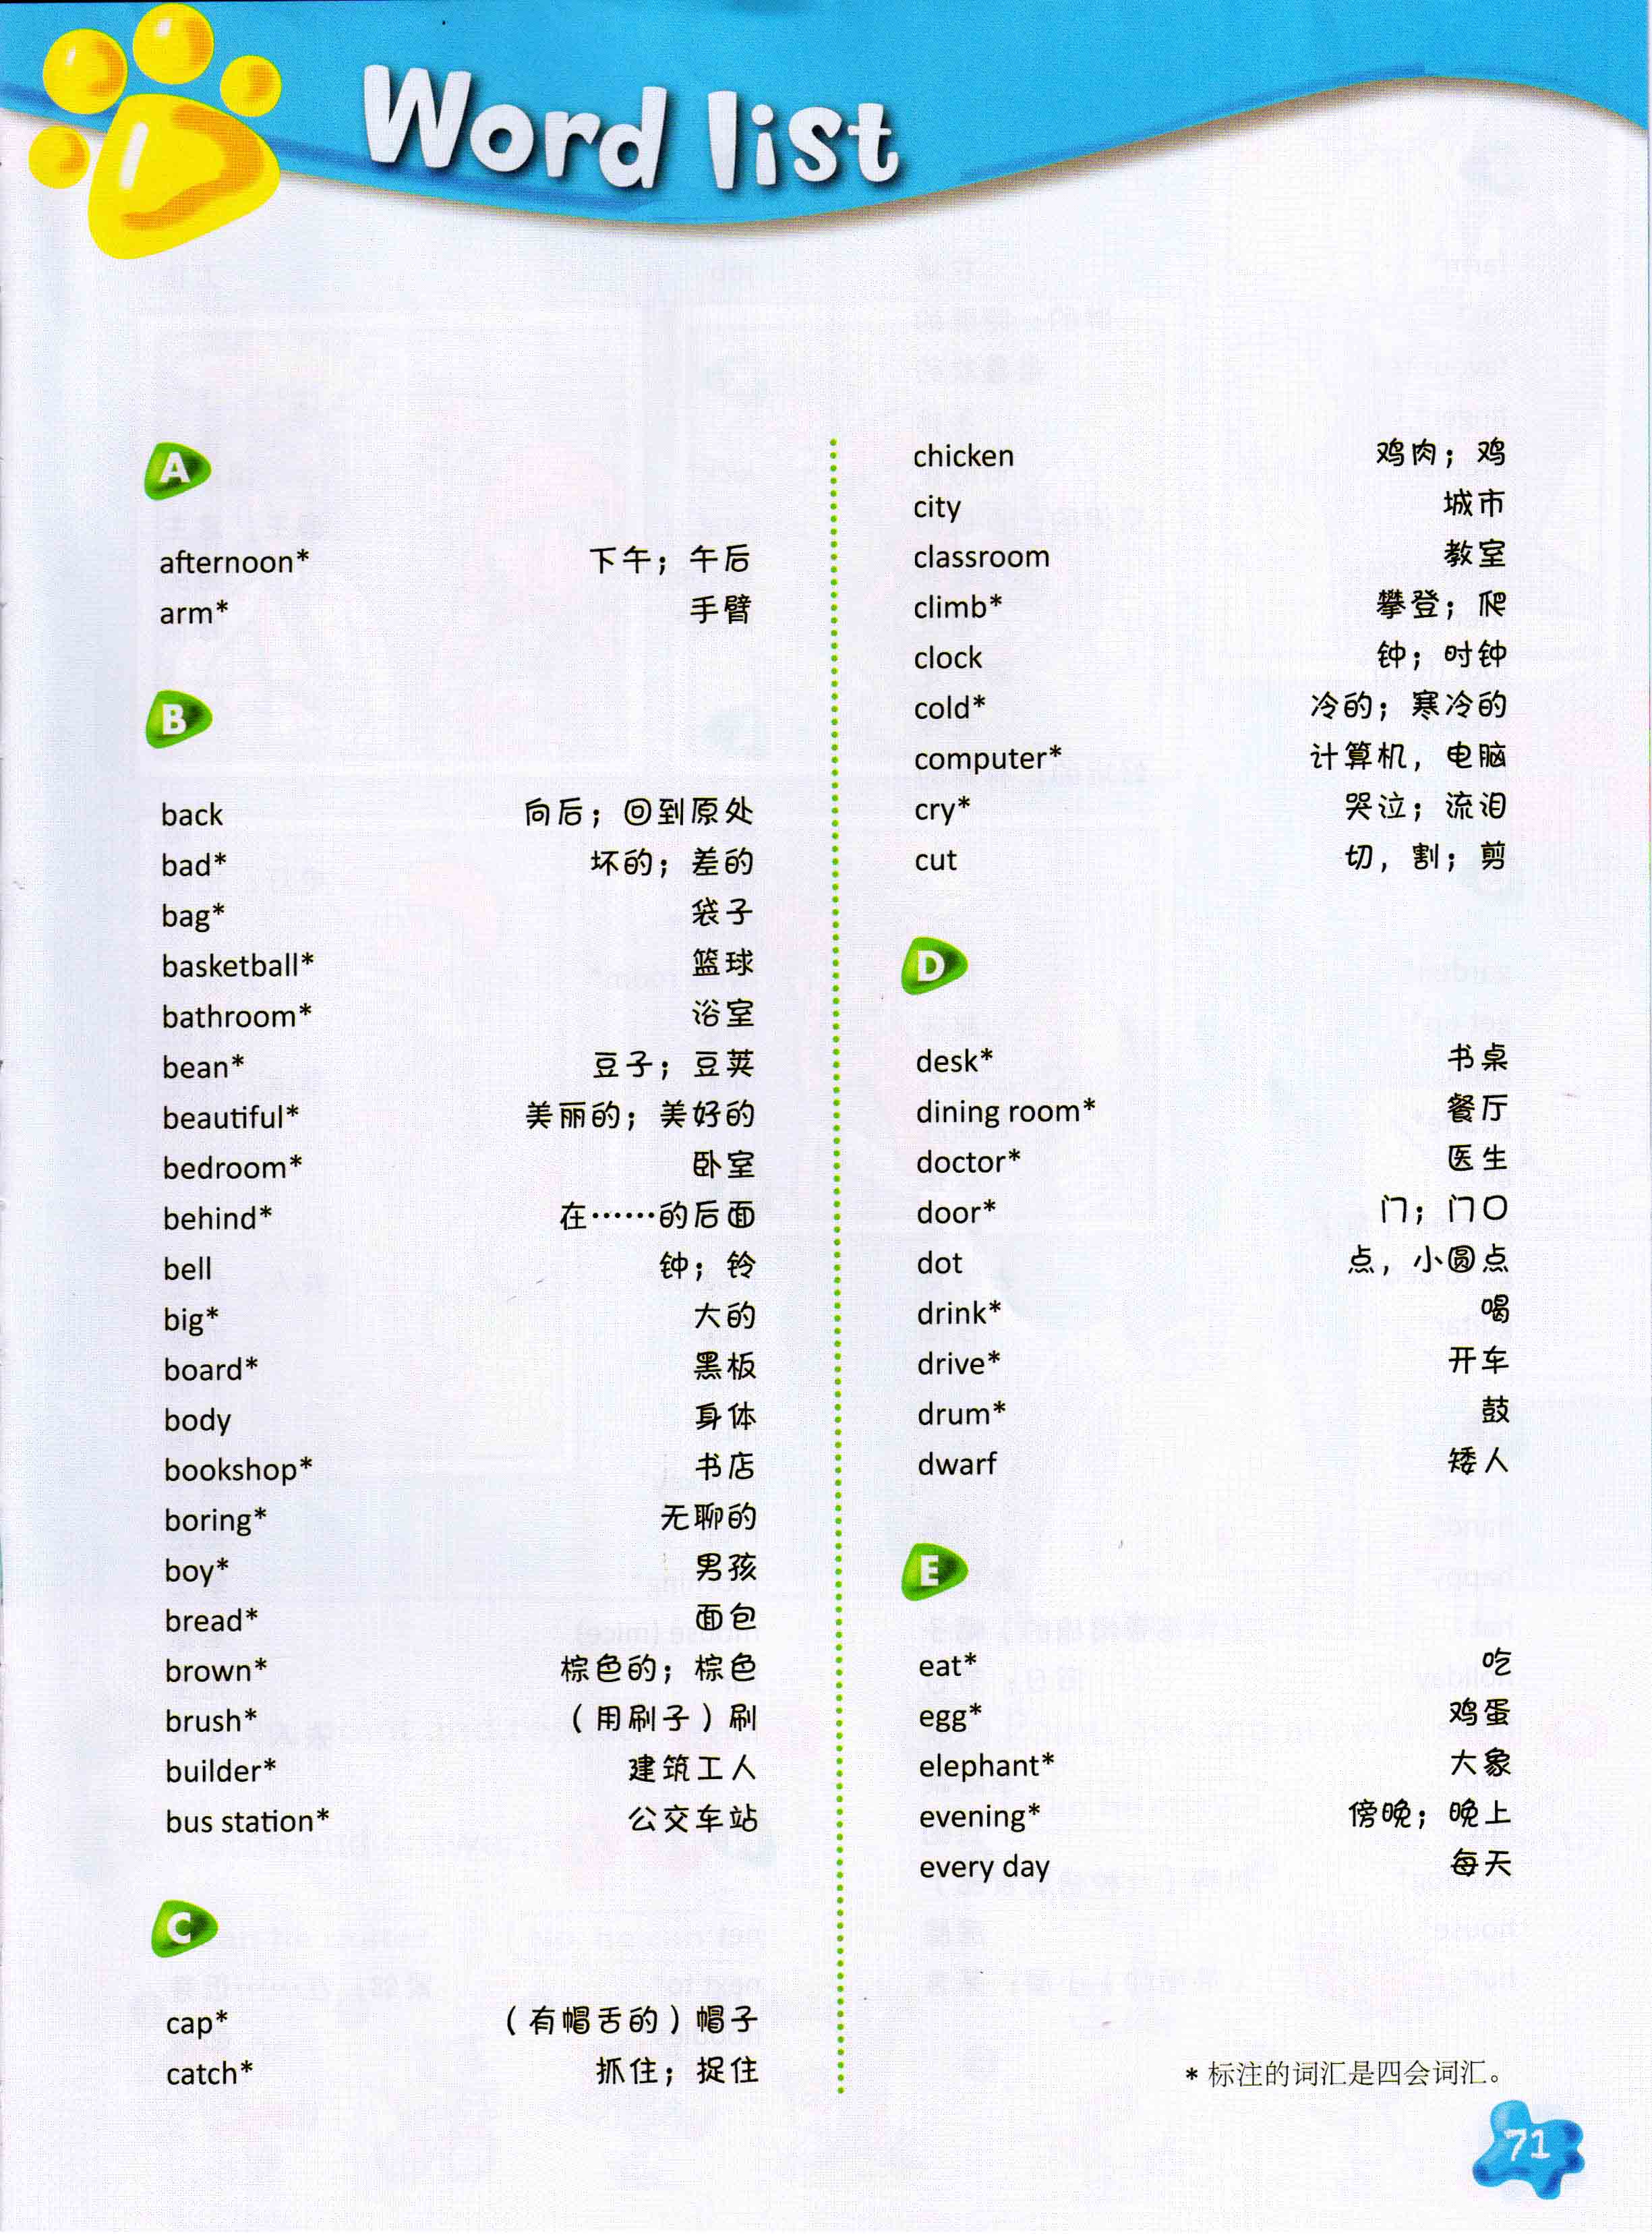 Word list
A
afternoon* 下午；午后
arm* 手臂
B
back 向后；回到原处
bad* 坏的；差的
bag* 袋子
basketball* 篮球
bathroom* 浴室
bean* 豆子；豆荚
beautiful* 美丽的；美好的
bedroom* 卧室
behind* 在……的后面
bell 钟；铃
big* 大的
board* 黑板
body 身体
bookshop* 书店
boring* 无聊的
boy* 男孩
bread* 面包
brown* 棕色的；棕色
brush* （用刷子）刷
builder* 建筑工人
bus station* 公交车站
C
cap* （有帽舌的）帽子
catch* 抓住；捉住
chicken 鸡肉；鸡
city 城市
classroom 教室
climb* 攀登；爬
clock 钟；时钟
cold* 冷的；寒冷的
computer* 计算机，电脑
cry* 哭泣；流泪
cut 切，割；剪
D
desk* 书桌
dining room* 餐厅
doctor* 医生
door* 门；门口
dot 点，小圆点
drink* 喝
drive* 开车
drum* 鼓
dwarf 矮人
E
eat* 吃
egg* 鸡蛋
elephant* 大象
evening* 傍晚；晚上
every day 每天
* 标注的词汇是四会词汇。
71